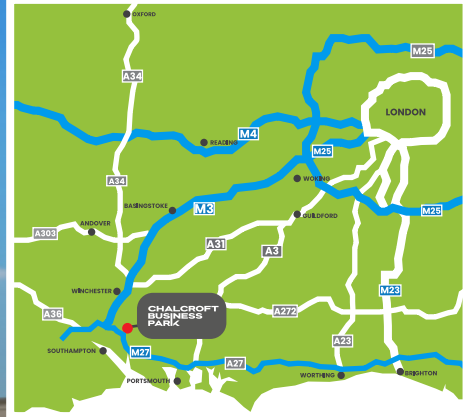 OXFORD
M25
A34
LONDON
M4
READING
M25
A34
WOKING
BASINGSTOKE
M3
M25
GUILDFORD
ANDOVER
A303
A31
A3
WINCHESTER
M23
CHALCROFT
BUSINESS
PARK
A36
A272
A23
SOUTHAMPTON
M27
A27
PORTSMOUTH
WORTHING
BRIGHTON